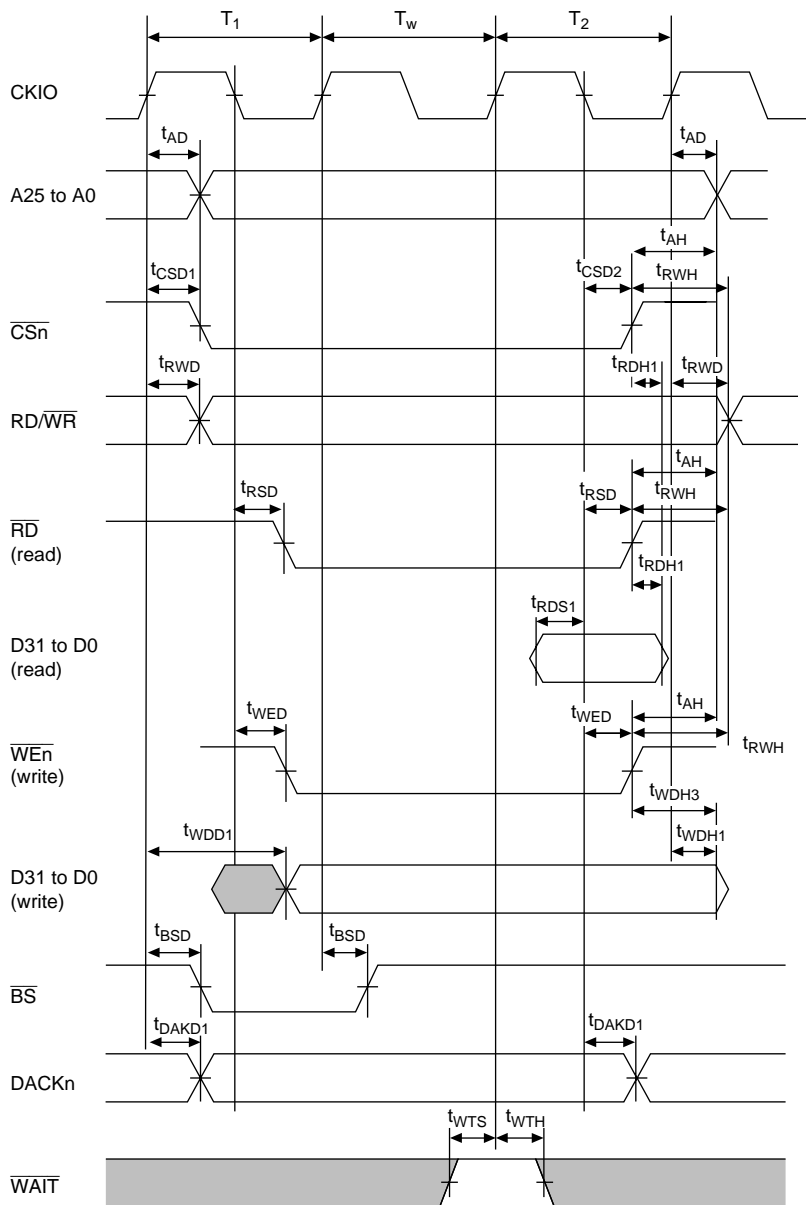 T1 Tw T2
CKIO
tAD tAD
A25 to A0
tAH
tCSD1 tCSD2 tRWH
CSn
tRWD tRDH1 tRWD
RD/WR
tAH
tRSD tRSD tRWH
RD
(read)
tRDH1
tRDS1
D31 to D0
(read)
tAH
tWED tWED
tRWH
WEn
(write)
tWDH3
tWDD1 tWDH1
D31 to D0
(write)
tBSD tBSD
BS
tDAKD1 tDAKD1
DACKn
tWTS tWTH
WAIT